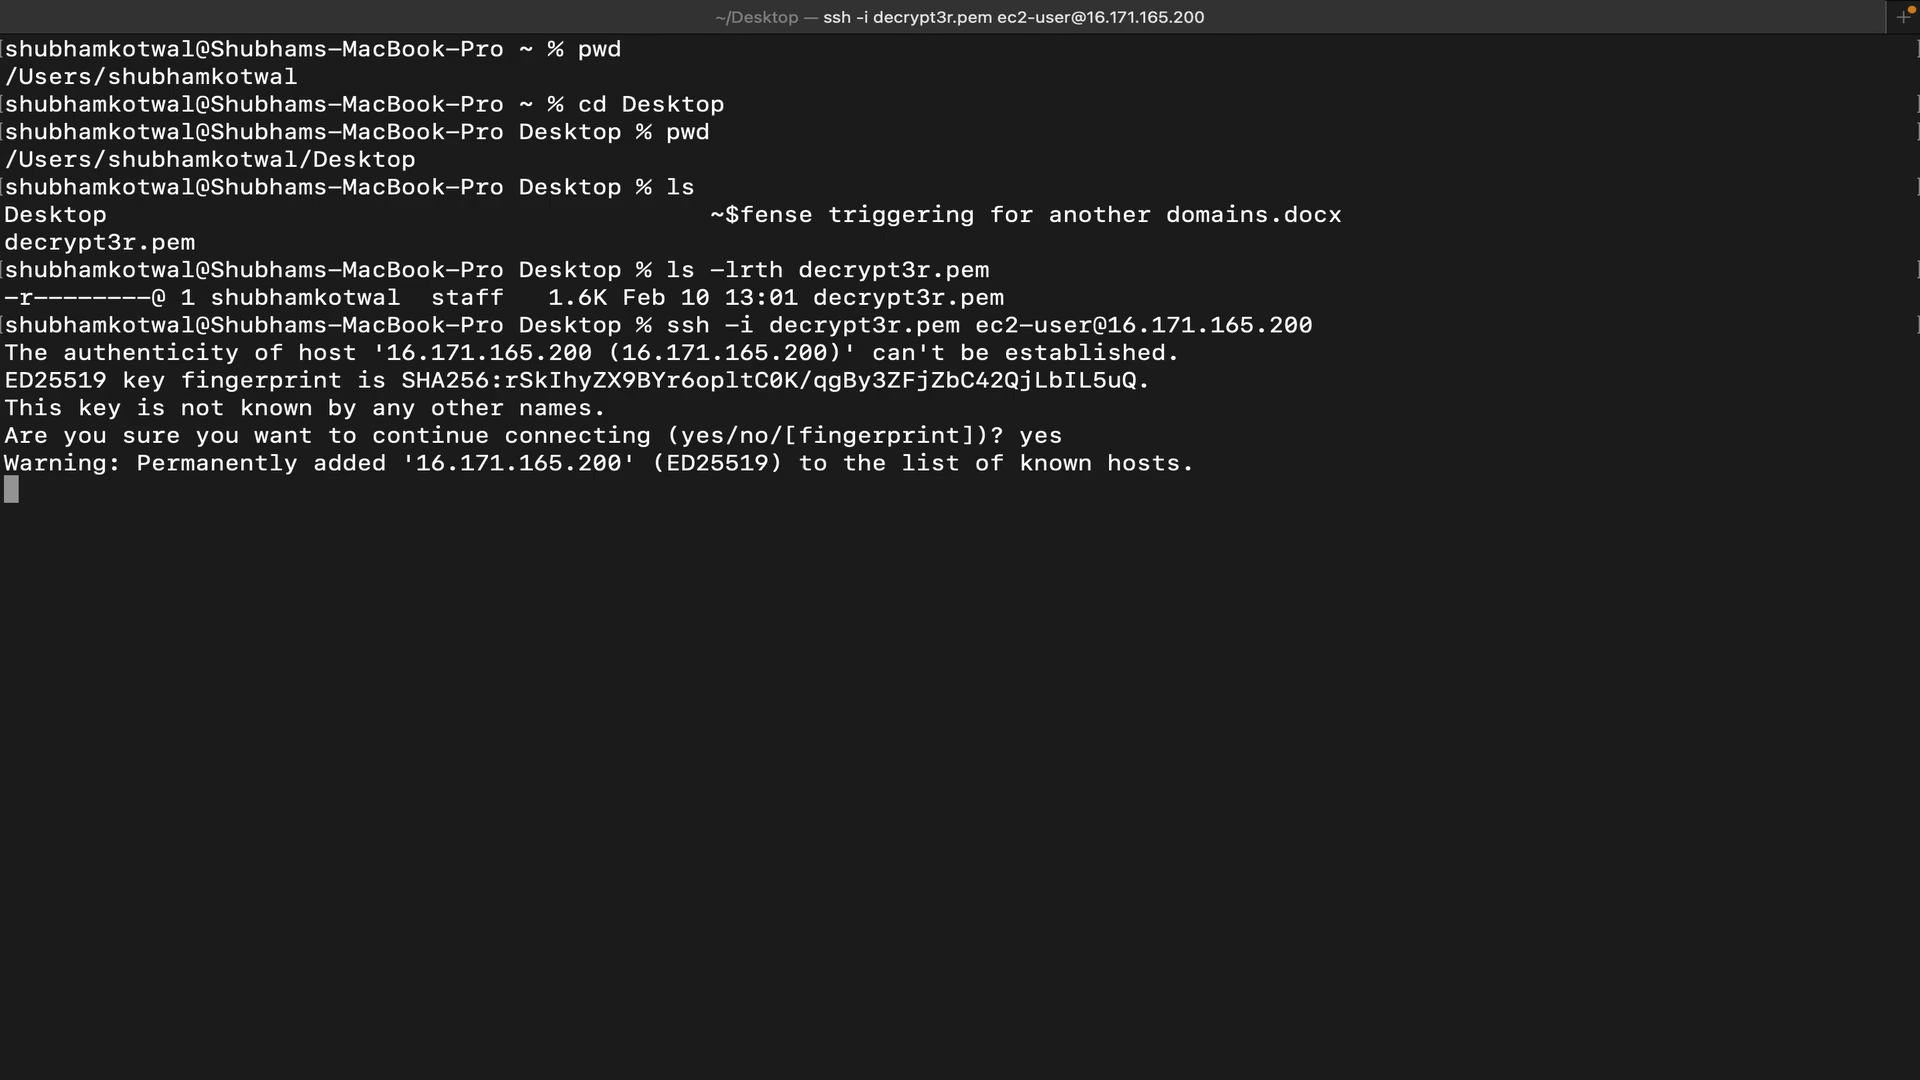 ~/Desktop — ssh -i decrypt3r.pem ec2-user@16.171.165.200
shubhamkotwal@Shubhams-MacBook-Pro ~ % pwd
/Users/shubhamkotwal
shubhamkotwal@Shubhams-MacBook-Pro ~ % cd Desktop
shubhamkotwal@Shubhams-MacBook-Pro Desktop % pwd
/Users/shubhamkotwal/Desktop
shubhamkotwal@Shubhams-MacBook-Pro Desktop % ls
Desktop ~$fense triggering for another domains.docx
decrypt3r.pem
shubhamkotwal@Shubhams-MacBook-Pro Desktop % ls -lrth decrypt3r.pem
-r--------@ 1 shubhamkotwal staff 1.6K Feb 10 13:01 decrypt3r.pem
shubhamkotwal@Shubhams-MacBook-Pro Desktop % ssh -i decrypt3r.pem ec2-user@16.171.165.200
The authenticity of host '16.171.165.200 (16.171.165.200)' can't be established.
ED25519 key fingerprint is SHA256:rSkIhyZX9BYr6opltC0K/qgBy3ZFjZbC42QjLbIL5uQ.
This key is not known by any other names.
Are you sure you want to continue connecting (yes/no/[fingerprint])? yes
Warning: Permanently added '16.171.165.200' (ED25519) to the list of known hosts.